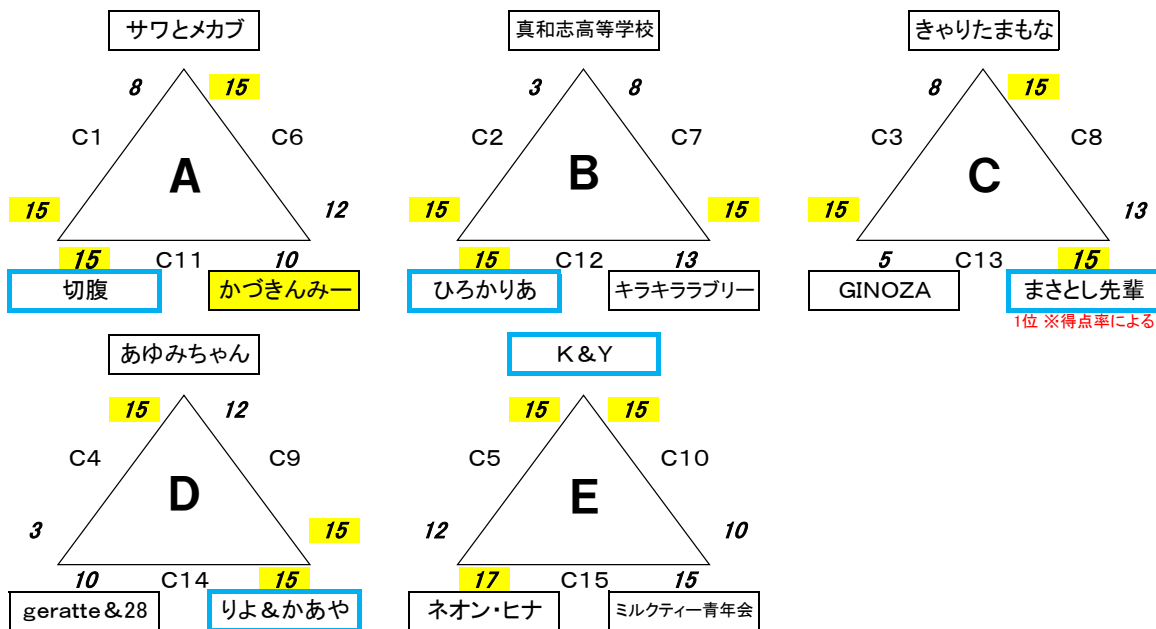 サワとメカブ 真和志高等学校 きゃりたまもな
8 15 3 8 8 15
C1 C6 C2 C7 C3 C8
A B C
15 12 15 15 15 13
15 C11 10 15 C12 13 5 C13 15
切腹 かづきんみー ひろかりあ キラキララブリー GINOZA まさとし先輩
1位 ※得点率による
あゆみちゃん K&Y
15 12 15 15
C4 C9 C5 C10
D E
3 15 12 10
10 C14 15 17 C15 15
geratte&28 りよ&かあや ネオン・ヒナ ミルクティー青年会